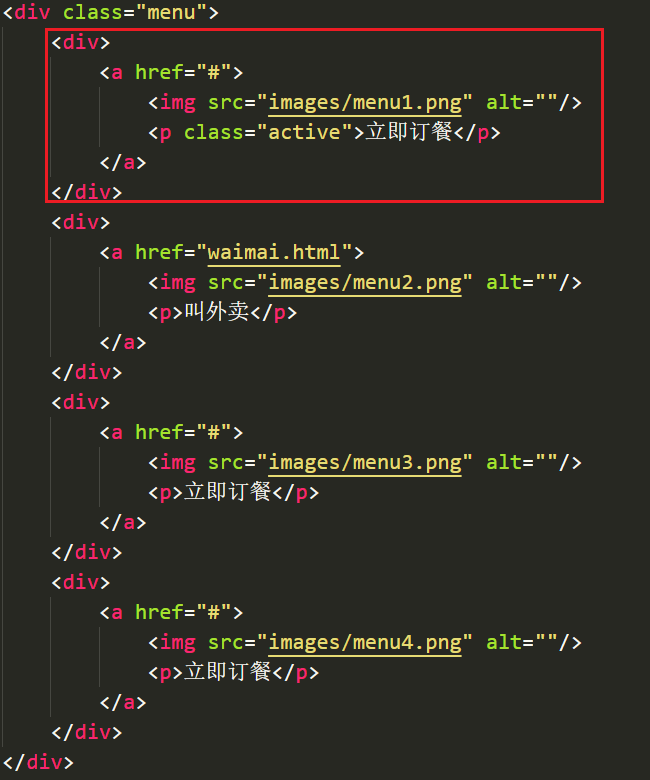 <div class="menu">
    <div>
        <a href="#">
            <img src="images/menu1.png" alt=""/>
            <p class="active">立即订餐</p>
        </a>
    </div>
    <div>
        <a href="waimai.html">
            <img src="images/menu2.png" alt=""/>
            <p>叫外卖</p>
        </a>
    </div>
    <div>
        <a href="#">
            <img src="images/menu3.png" alt=""/>
            <p>立即订餐</p>
        </a>
    </div>
    <div>
        <a href="#">
            <img src="images/menu4.png" alt=""/>
            <p>立即订餐</p>
        </a>
    </div>
</div>